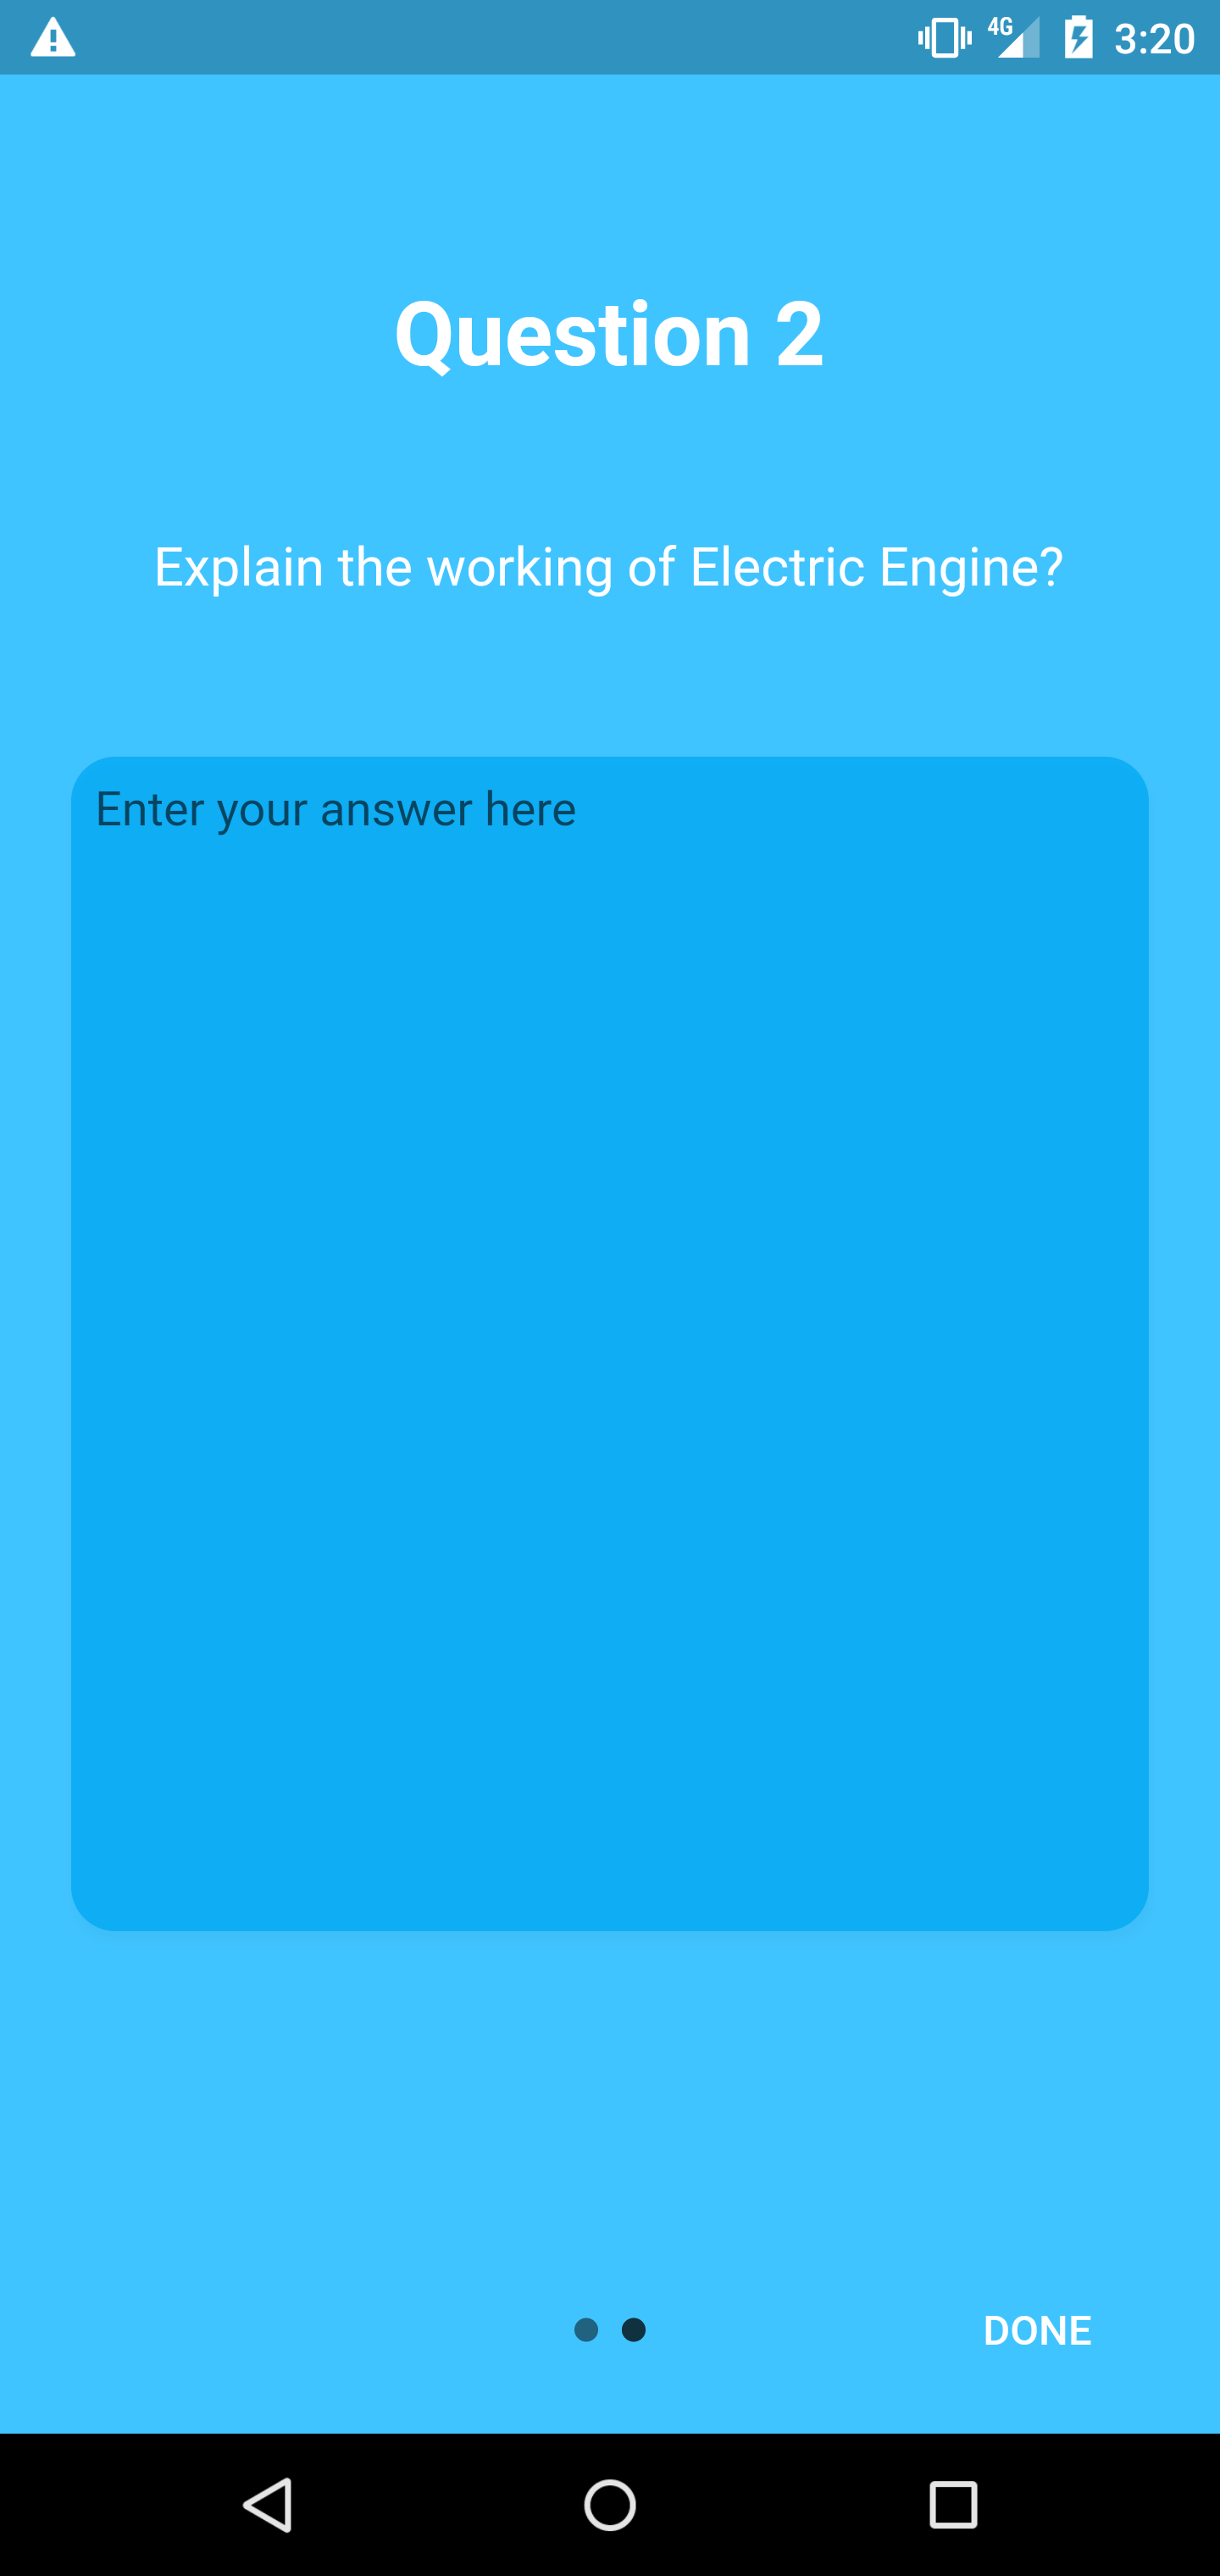 4G 3:20
Question 2
Explain the working of Electric Engine?
Enter your answer here
DONE